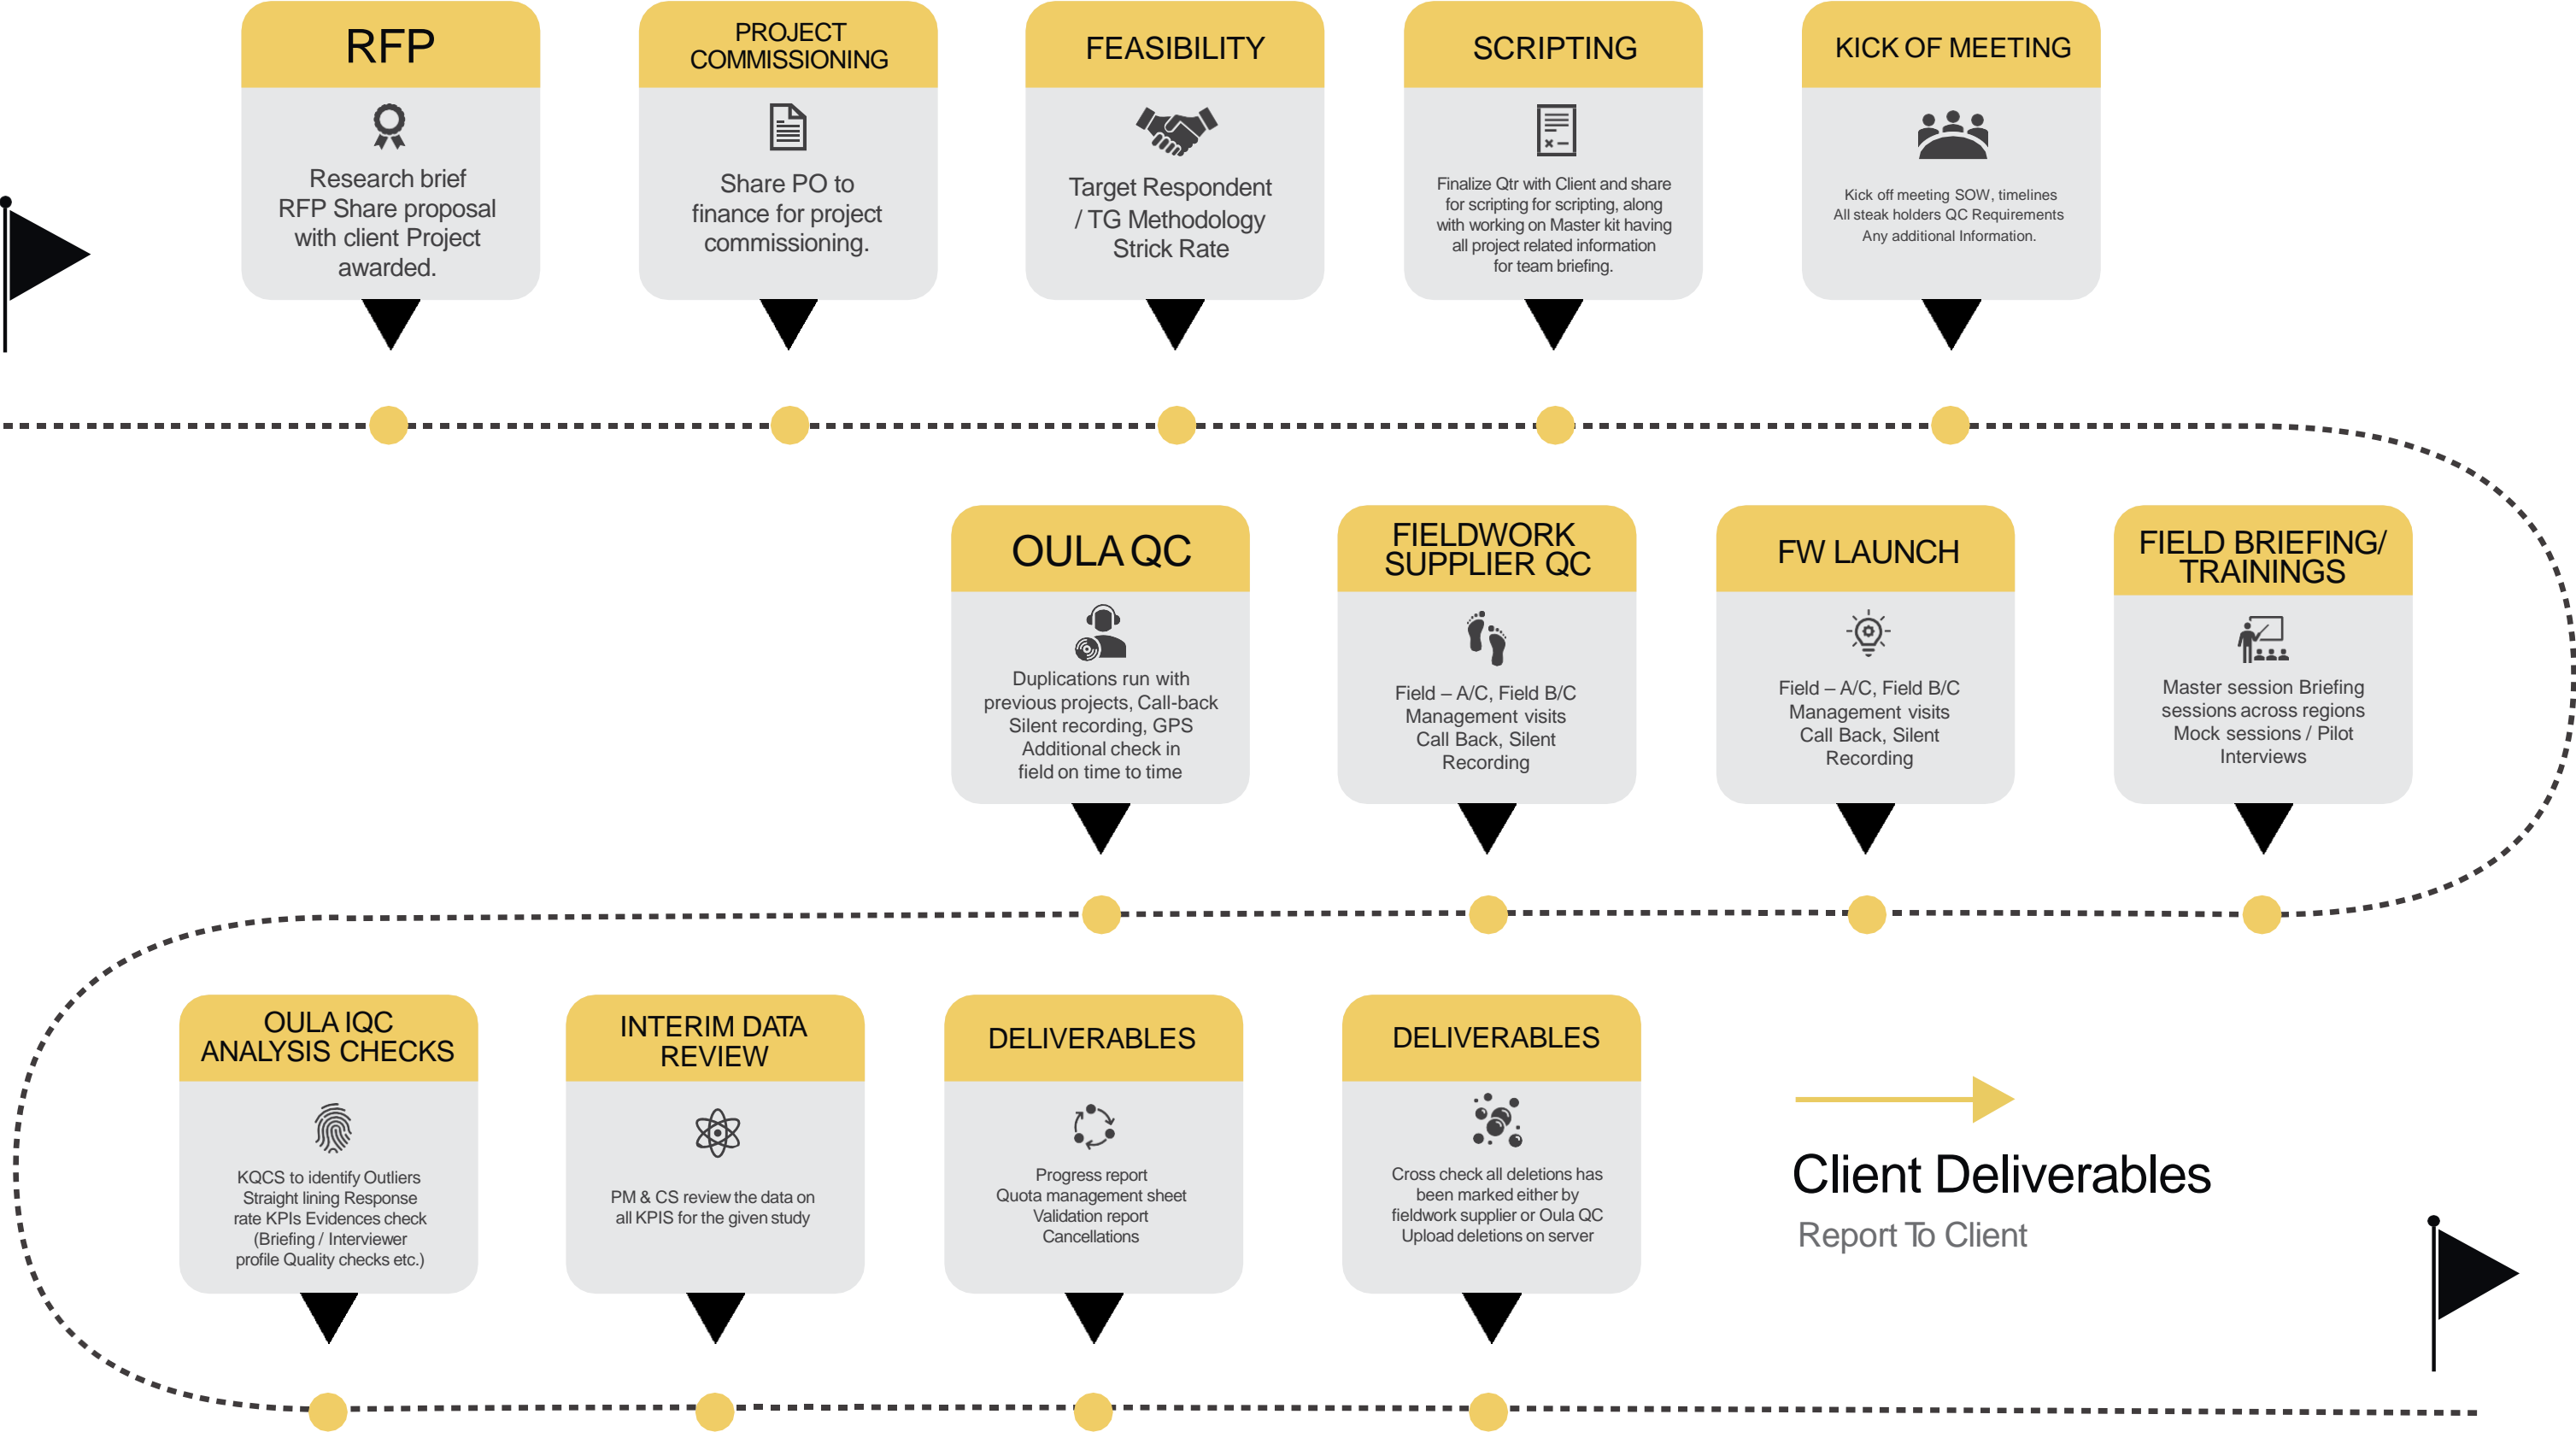 RFP
Research brief
RFP Share proposal
with client Project
awarded.
PROJECT
COMMISSIONING
Share PO to
finance for project
commissioning.
FEASIBILITY
Target Respondent
/ TG Methodology
Strick Rate
SCRIPTING
Finalize Qtr with Client and share
for scripting for scripting, along
with working on Master kit having
all project related information
for team briefing.
KICK OF MEETING
Kick off meeting SOW, timelines
All steak holders QC Requirements
Any additional Information.
OULA QC
Duplications run with
previous projects, Call-back
Silent recording, GPS
Additional check in
field on time to time
FIELDWORK
SUPPLIER QC
Field – A/C, Field B/C
Management visits
Call Back, Silent
Recording
FW LAUNCH
Field – A/C, Field B/C
Management visits
Call Back, Silent
Recording
FIELD BRIEFING/
TRAININGS
Master session Briefing
sessions across regions
Mock sessions / Pilot
Interviews
OULA IQC
ANALYSIS CHECKS
KQCS to identify Outliers
Straight lining Response
rate KPIs Evidences check
(Briefing / Interviewer
profile Quality checks etc.)
INTERIM DATA
REVIEW
PM & CS review the data on
all KPIS for the given study
DELIVERABLES
Progress report
Quota management sheet
Validation report
Cancellations
DELIVERABLES
Cross check all deletions has
been marked either by
fieldwork supplier or Oula QC
Upload deletions on server
Client Deliverables
Report To Client